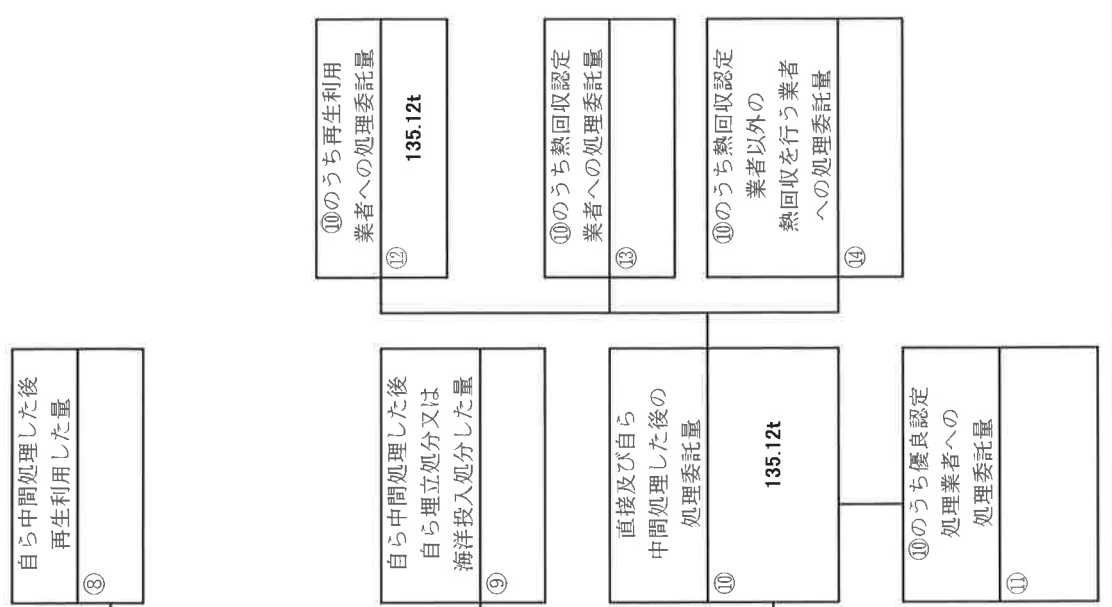 自ら中間処理した後
再生利用した量
⑧
自ら中間処理した後
自ら埋立処分又は
海洋投入処分した量
⑨
直接及び自ら
中間処理した後の
処理委託量
⑩
135.12t
⑩のうち優良認定
処理業者への
処理委託量
⑪
⑩のうち再生利用
業者への処理委託量
⑫
135.12t
⑩のうち熱回収認定
業者への処理委託量
⑬
⑩のうち熱回収認定
業者以外の
熱回収を行う業者
への処理委託量
⑭